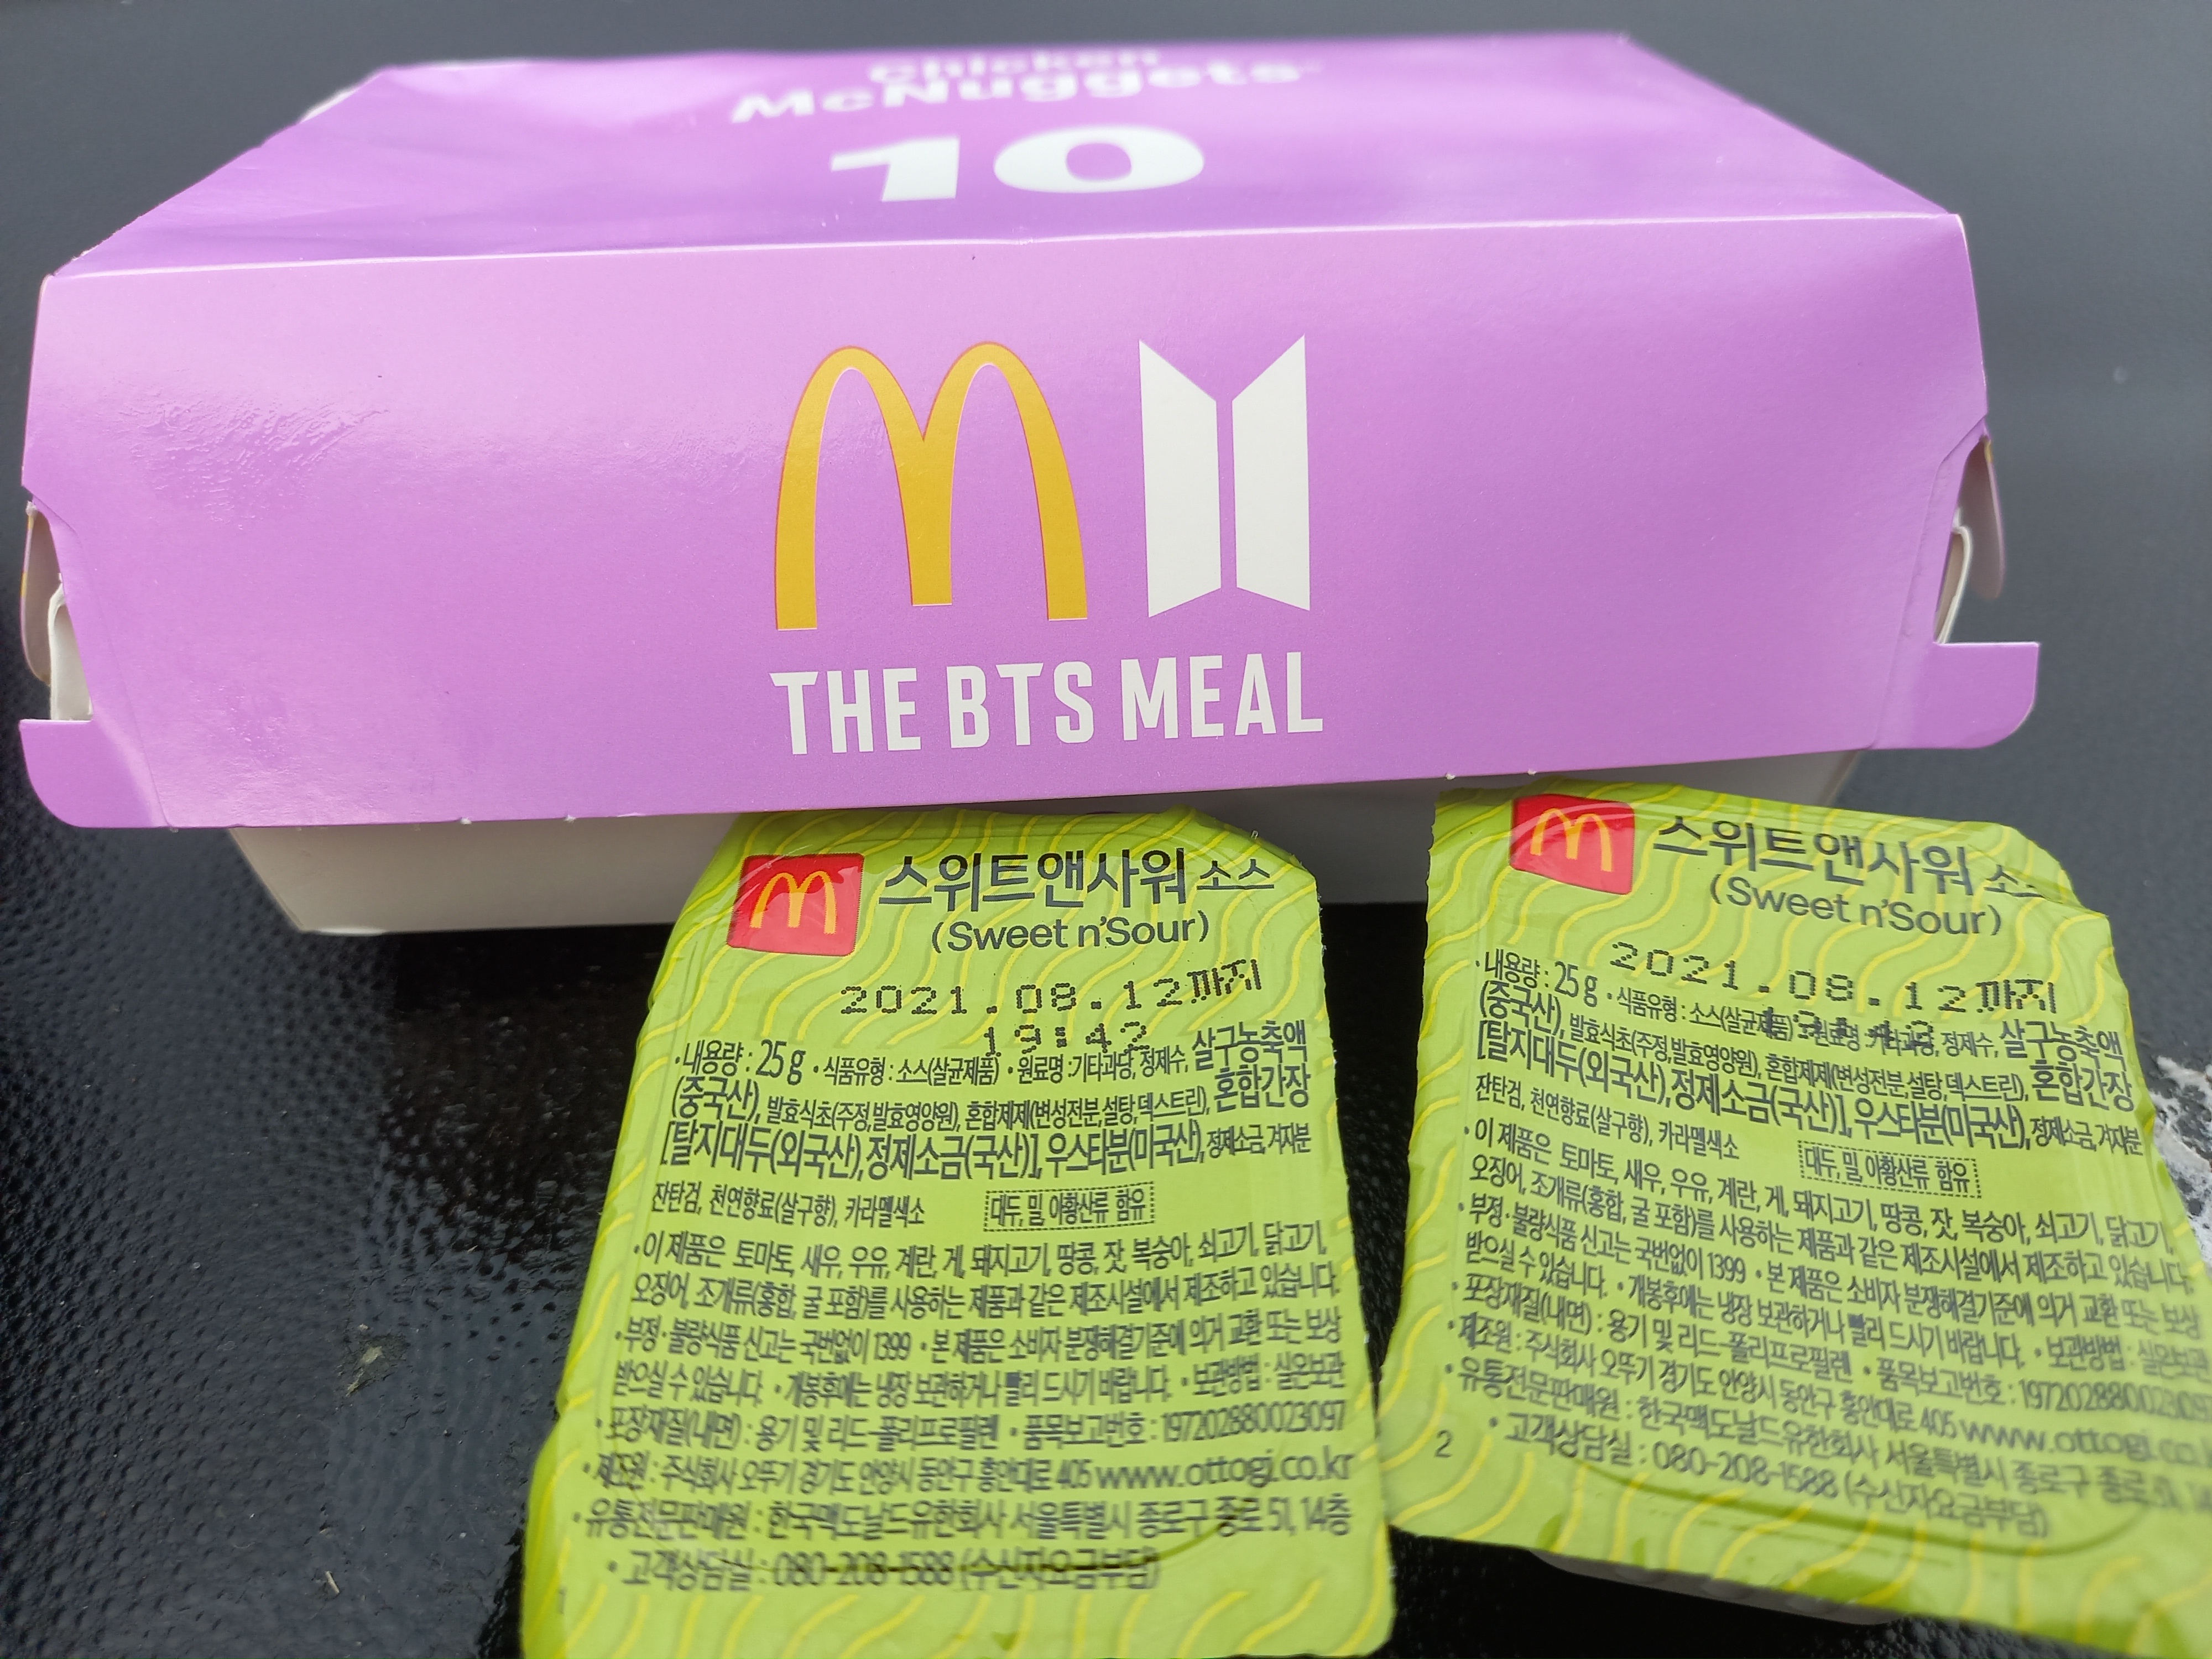 Chicken
McNuggets
10
THE BTS MEAL
스위트앤사워 소스
(Sweet n'Sour)
2021.08.12까지
19:42
·내용량 : 25g ·식품유형 : 소스(살균제품) ·원료명 : 기타과당, 정제수, 살구농축액
(중국산), 발효식초(주정,발효영양원), 혼합제제(변성전분,설탕,덱스트린), 혼합간장
[탈지대두(외국산),정제소금(국산)], 우스타분(미국산), 정제소금, 겨자분
잔탄검, 천연향료(살구향), 카라멜색소
대두, 밀, 아황산류 함유
·이 제품은 토마토, 새우, 우유, 계란, 게, 돼지고기, 땅콩, 잣, 복숭아, 쇠고기, 닭고기,
오징어, 조개류(홍합, 굴 포함)를 사용하는 제품과 같은 제조시설에서 제조하고 있습니다.
·부정·불량식품 신고는 국번없이 1399 ·본 제품은 소비자 분쟁해결기준에 의거 교환 또는 보상
받으실 수 있습니다. ·개봉후에는 냉장 보관하거나 빨리 드시기 바랍니다. ·보관방법 : 실온보관
·포장재질(내면) : 용기 및 리드-폴리프로필렌 ·품목보고번호 : 197202880023097
·제조원 : 주식회사 오뚜기 경기도 안양시 동안구 흥안대로 405 www.ottogi.co.kr
·유통전문판매원 : 한국맥도날드유한회사 서울특별시 종로구 종로 51, 14층
·고객상담실 : 080-208-1588 (수신자요금부담)
스위트앤사워 소스
(Sweet n'Sour)
2021.08.12까지
·내용량 : 25g ·식품유형 : 소스(살균제품) ·원료명 : 기타과당, 정제수, 살구농축액
(중국산), 발효식초(주정,발효영양원), 혼합제제(변성전분,설탕,덱스트린), 혼합간장
[탈지대두(외국산),정제소금(국산)], 우스타분(미국산), 정제소금, 겨자분
잔탄검, 천연향료(살구향), 카라멜색소
대두, 밀, 아황산류 함유
·이 제품은 토마토, 새우, 우유, 계란, 게, 돼지고기, 땅콩, 잣, 복숭아, 쇠고기, 닭고기,
오징어, 조개류(홍합, 굴 포함)를 사용하는 제품과 같은 제조시설에서 제조하고 있습니다.
·부정·불량식품 신고는 국번없이 1399 ·본 제품은 소비자 분쟁해결기준에 의거 교환 또는 보상
받으실 수 있습니다. ·개봉후에는 냉장 보관하거나 빨리 드시기 바랍니다. ·보관방법 : 실온보관
·포장재질(내면) : 용기 및 리드-폴리프로필렌 ·품목보고번호 :
·제조원 : 주식회사 오뚜기 경기도 안양시 동안구 흥안대로 405 www.ottogi.co
·유통전문판매원 : 한국맥도날드유한회사 서울특별시 종로구 종로 51,
·고객상담실 : 080-208-1588 (수신자요금부담)
2